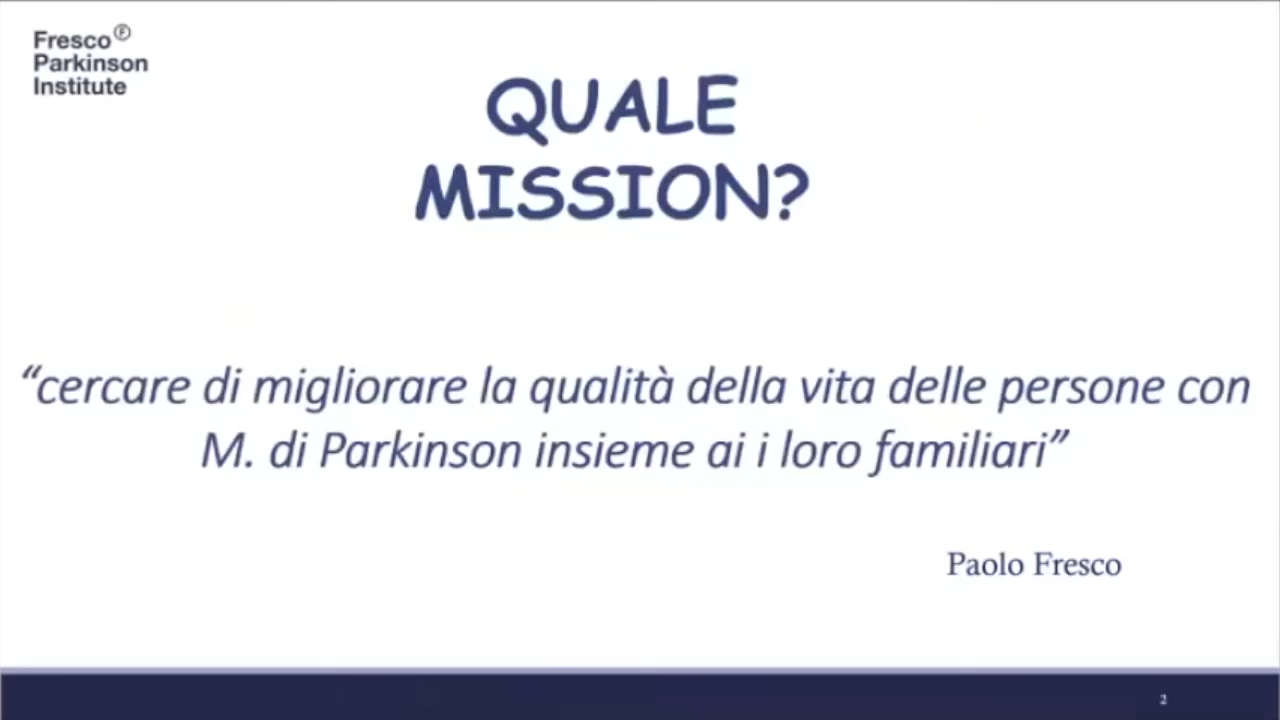 Fresco Ⓕ
Parkinson
Institute
QUALE
MISSION?
“cercare di migliorare la qualità della vita delle persone con
M. di Parkinson insieme ai i loro familiari”
Paolo Fresco
2